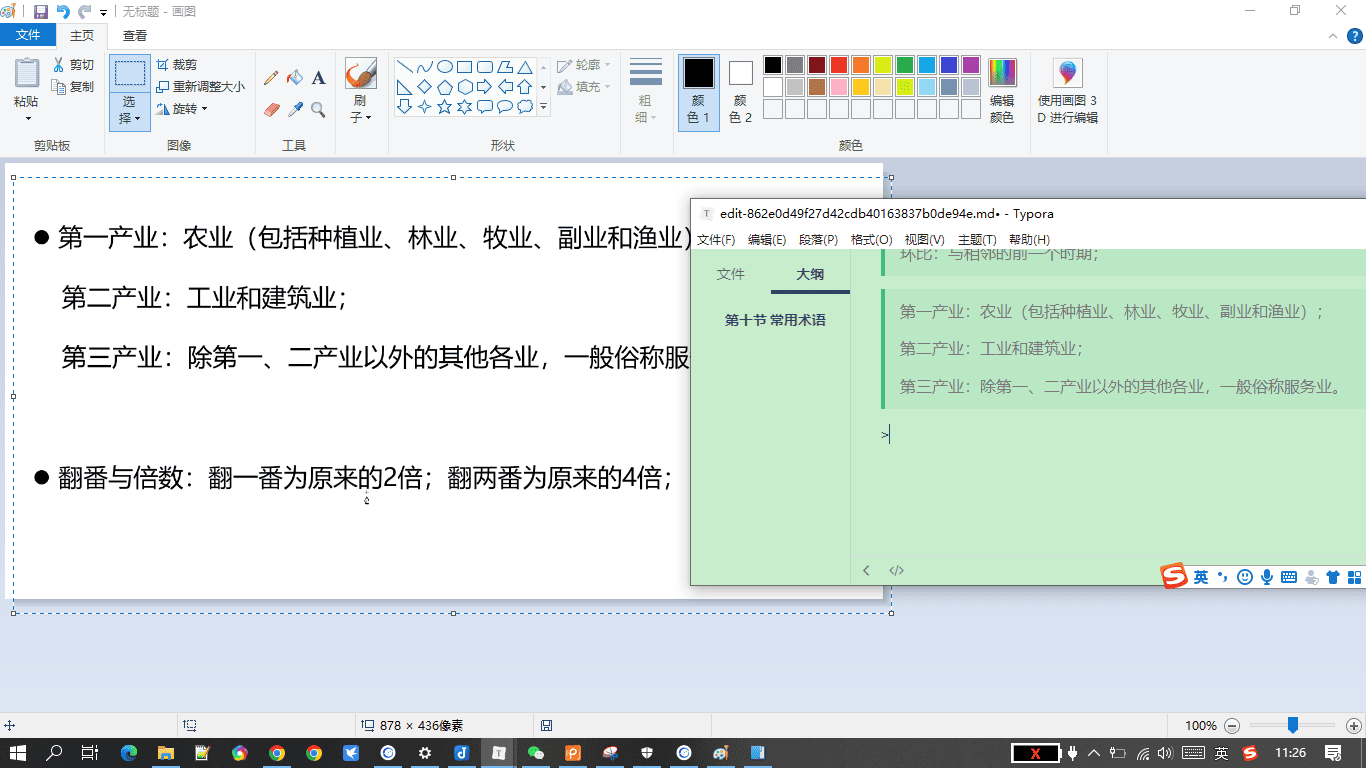 无标题 - 画图
文件
主页
查看
粘贴
剪切
复制
剪贴板
选择
裁剪
重新调整大小
旋转
图像
A
工具
刷子
形状
轮廓
填充
粗细
颜色 1
颜色 2
颜色
编辑颜色
使用画图 3D 进行编辑
● 第一产业：农业（包括种植业、林业、牧业、副业和渔业）
第二产业：工业和建筑业；
第三产业：除第一、二产业以外的其他各业，一般俗称服
● 翻番与倍数：翻一番为原来的2倍；翻两番为原来的4倍；
T edit-862e0d49f27d42cdb40163837b0de94e.md• - Typora
文件(F) 编辑(E) 段落(P) 格式(O) 视图(V) 主题(T) 帮助(H)
文件 大纲
第十节 常用术语
环比：与相邻的前一个时期；
第一产业：农业（包括种植业、林业、牧业、副业和渔业）；
第二产业：工业和建筑业；
第三产业：除第一、二产业以外的其他各业，一般俗称服务业。
>
</>
S 英
878 × 436像素
100%
X 英 S 11:26